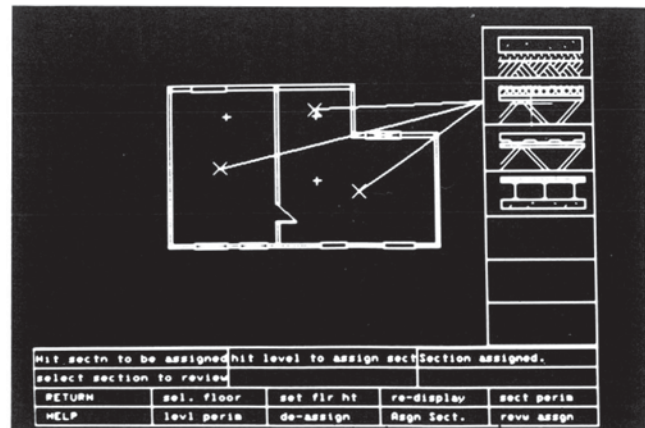 Hit sectn to be assigned hit level to assign sect Section assigned.
select section to review
RETURN sel. floor set flr ht re-display sect perim
HELP levl perim de-assign Asgn Sect. revw assgn